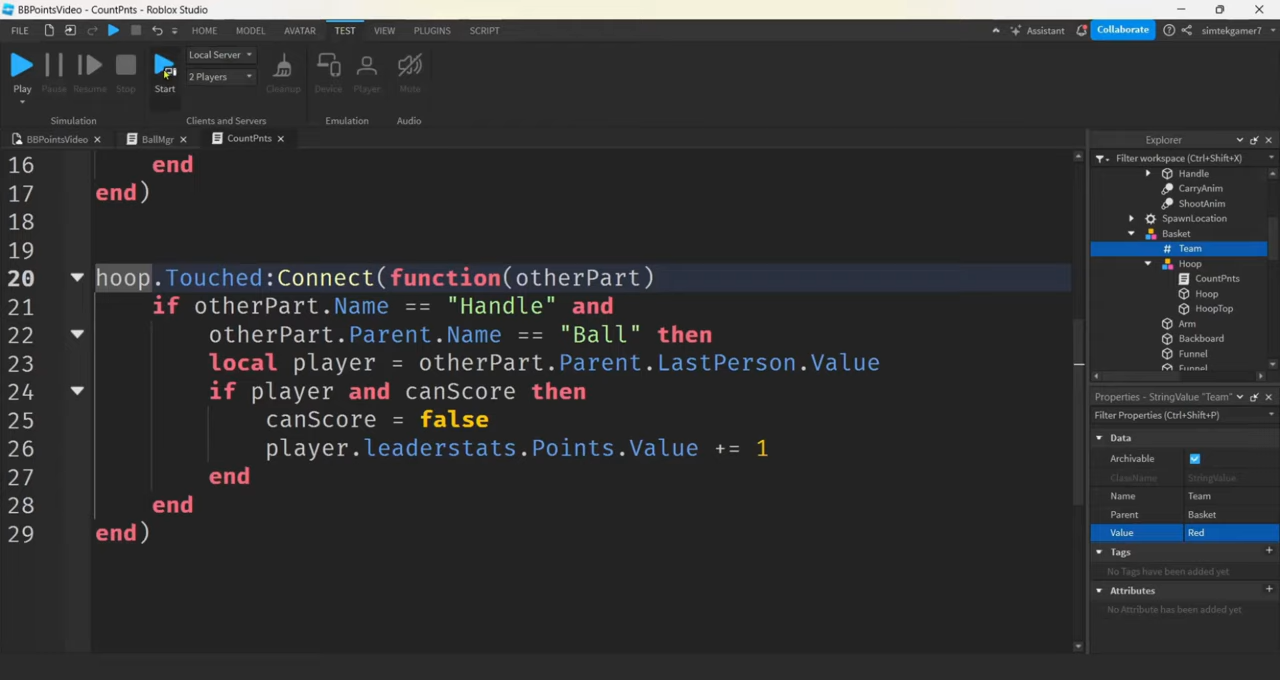 BBPointsVideo - CountPnts - Roblox Studio
FILE HOME MODEL AVATAR TEST VIEW PLUGINS SCRIPT Assistant Collaborate simtekgamer7
Play Pause Resume Stop Start Local Server 2 Players Cleanup Device Player Mute
Simulation Clients and Servers Emulation Audio
BBPointsVideo BallMgr CountPnts
16 end
17 end)
18
19
20 hoop.Touched:Connect(function(otherPart)
21 if otherPart.Name == "Handle" and
22 otherPart.Parent.Name == "Ball" then
23 local player = otherPart.Parent.LastPerson.Value
24 if player and canScore then
25 canScore = false
26 player.leaderstats.Points.Value += 1
27 end
28 end
29 end)
Explorer
Filter workspace (Ctrl+Shift+X)
Handle
CarryAnim
ShootAnim
SpawnLocation
Basket
# Team
Hoop
CountPnts
Hoop
HoopTop
Arm
Backboard
Funnel
Funnel
Properties - StringValue "Team"
Filter Properties (Ctrl+Shift+P)
Data
Archivable
ClassName StringValue
Name Team
Parent Basket
Value Red
Tags
No Tags have been added yet
Attributes
No Attribute has been added yet